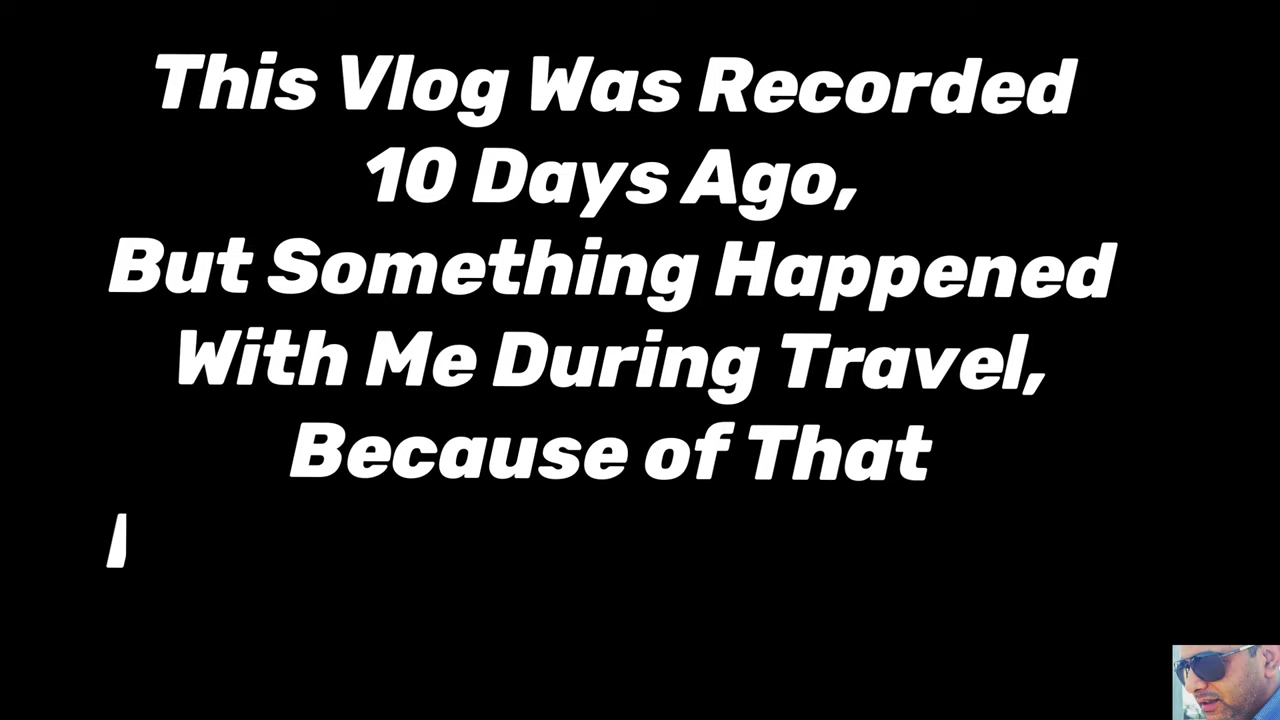 This Vlog Was Recorded
10 Days Ago,
But Something Happened
With Me During Travel,
Because of That